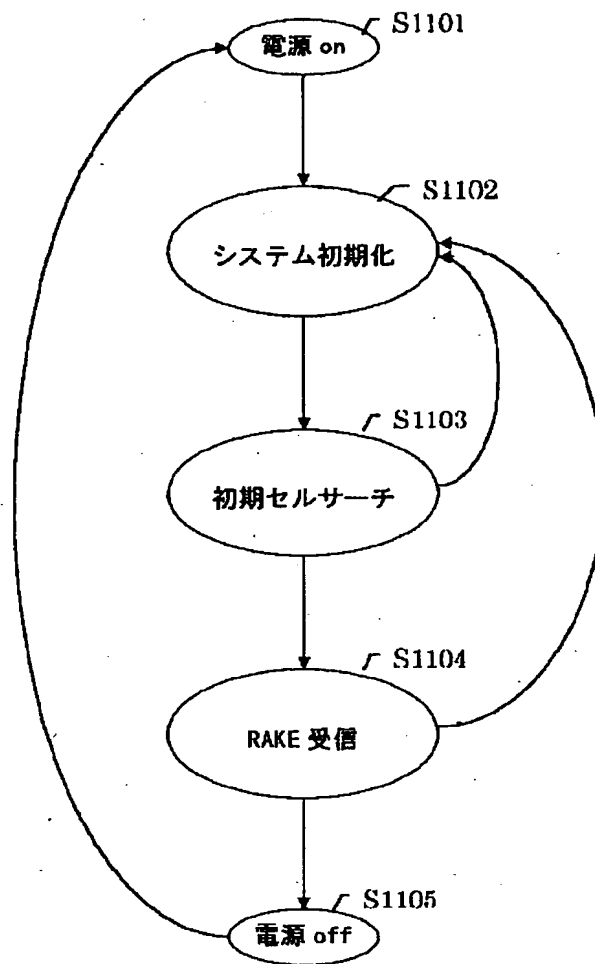 S1101
電源 on
S1102
システム初期化
S1103
初期セルサーチ
S1104
RAKE 受信
S1105
電源 off